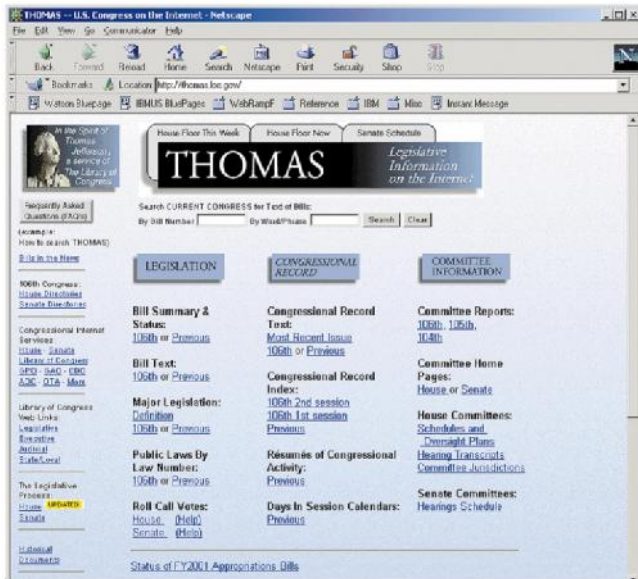 THOMAS -- U.S. Congress on the Internet - Netscape
File Edit View Go Communicator Help
Back Forward Reload Home Search Netscape Print Security Shop Stop
Bookmarks Location: http://thomas.loc.gov/
Watson Bluepage IBMUS BluePages WebRampF Reference IBM Misc Instant Message
In the Spirit of
Thomas
Jefferson,
a service of
The Library of
Congress
House Floor This Week House Floor Now Senate Schedule
THOMAS
Legislative
Information
on the Internet
Frequently Asked
Questions (FAQs)
(example:
How to search THOMAS)
Bills in the News
106th Congress:
House Directories
Senate Directories
Congressional Internet
Services:
House - Senate
Library of Congress
GPO - GAO - CBO
AOC - OTA - More
Library of Congress
Web Links:
Legislative
Executive
Judicial
State/Local
The Legislative
Process:
House UPDATED
Senate
Historical
Documents
Search CURRENT CONGRESS for Text of Bills:
By Bill Number By Word/Phrase Search Clear
LEGISLATION
Bill Summary &
Status:
106th or Previous
Bill Text:
106th or Previous
Major Legislation:
Definition
106th or Previous
Public Laws By
Law Number:
106th or Previous
Roll Call Votes:
House (Help)
Senate (Help)
CONGRESSIONAL
RECORD
Congressional Record
Text:
Most Recent Issue
106th or Previous
Congressional Record
Index:
106th 2nd session
106th 1st session
Previous
Résumés of Congressional
Activity:
Previous
Days In Session Calendars:
Previous
COMMITTEE
INFORMATION
Committee Reports:
106th, 105th,
104th
Committee Home
Pages:
House or Senate
House Committees:
Schedules and
Oversight Plans
Hearing Transcripts
Committee Jurisdictions
Senate Committees:
Hearings Schedule
Status of FY2001 Appropriations Bills